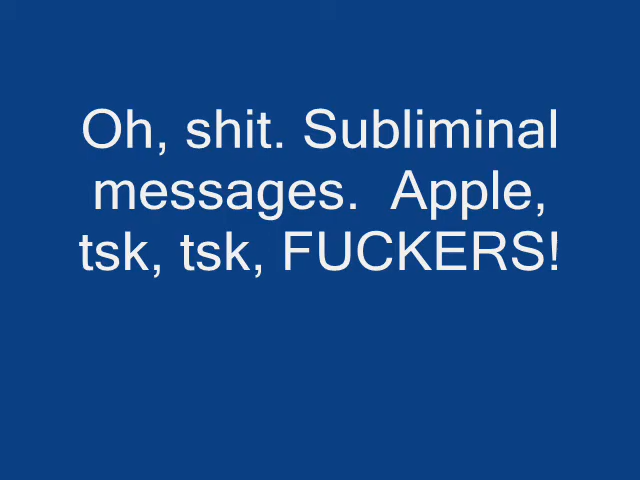 Oh, shit. Subliminal
messages.  Apple,
tsk, tsk, FUCKERS!